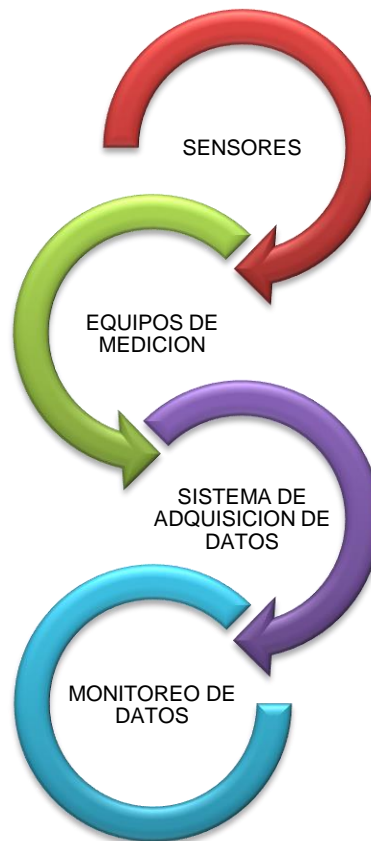 SENSORES
EQUIPOS DE
MEDICION
SISTEMA DE
ADQUISICION DE
DATOS
MONITOREO DE
DATOS